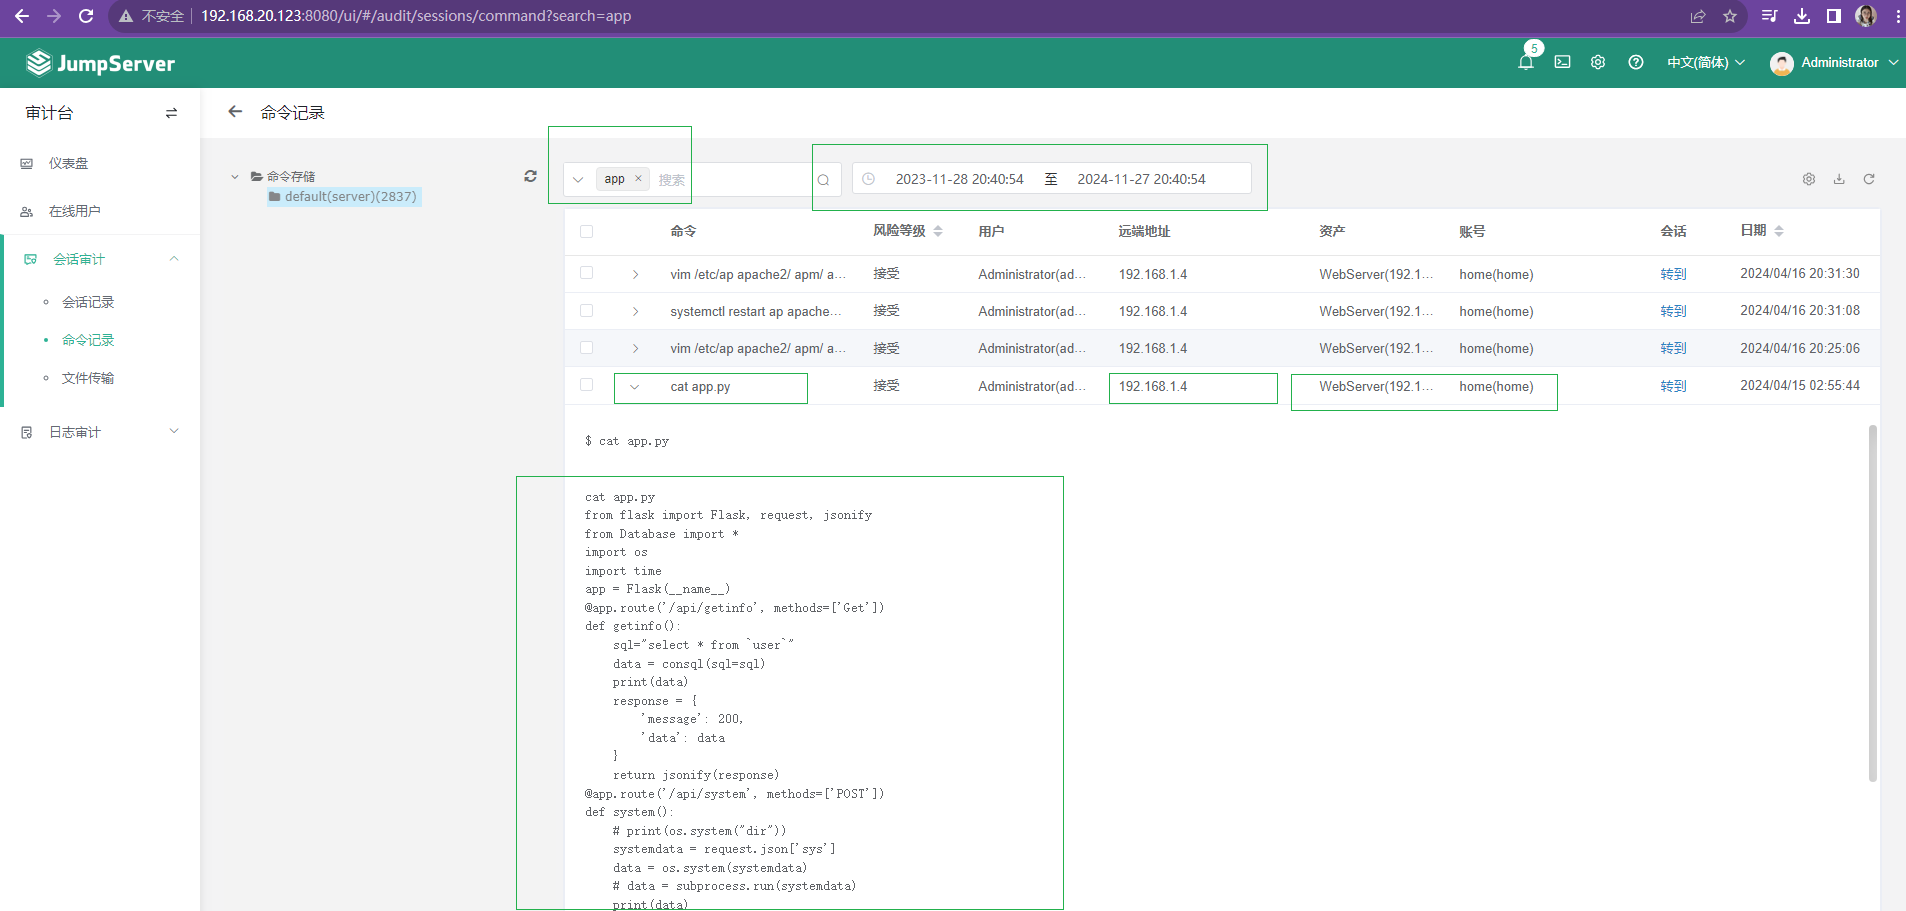 不安全 192.168.20.123:8080/ui/#/audit/sessions/command?search=app
JumpServer
5
中文(简体)
Administrator
审计台
命令记录
仪表盘
在线用户
会话审计
会话记录
命令记录
文件传输
日志审计
命令存储
default(server)(2837)
app × 搜索
2023-11-28 20:40:54 至 2024-11-27 20:40:54
命令 风险等级 用户 远端地址 资产 账号 会话 日期
vim /etc/ap apache2/ apm/ a... 接受 Administrator(ad... 192.168.1.4 WebServer(192.1... home(home) 转到 2024/04/16 20:31:30
systemctl restart ap apache... 接受 Administrator(ad... 192.168.1.4 WebServer(192.1... home(home) 转到 2024/04/16 20:31:08
vim /etc/ap apache2/ apm/ a... 接受 Administrator(ad... 192.168.1.4 WebServer(192.1... home(home) 转到 2024/04/16 20:25:06
cat app.py 接受 Administrator(ad... 192.168.1.4 WebServer(192.1... home(home) 转到 2024/04/15 02:55:44
$ cat app.py
cat app.py
from flask import Flask, request, jsonify
from Database import *
import os
import time
app = Flask(__name__)
@app.route('/api/getinfo', methods=['Get'])
def getinfo():
    sql="select * from `user`"
    data = consql(sql=sql)
    print(data)
    response = {
        'message': 200,
        'data': data
    }
    return jsonify(response)
@app.route('/api/system', methods=['POST'])
def system():
    # print(os.system("dir"))
    systemdata = request.json['sys']
    data = os.system(systemdata)
    # data = subprocess.run(systemdata)
    print(data)